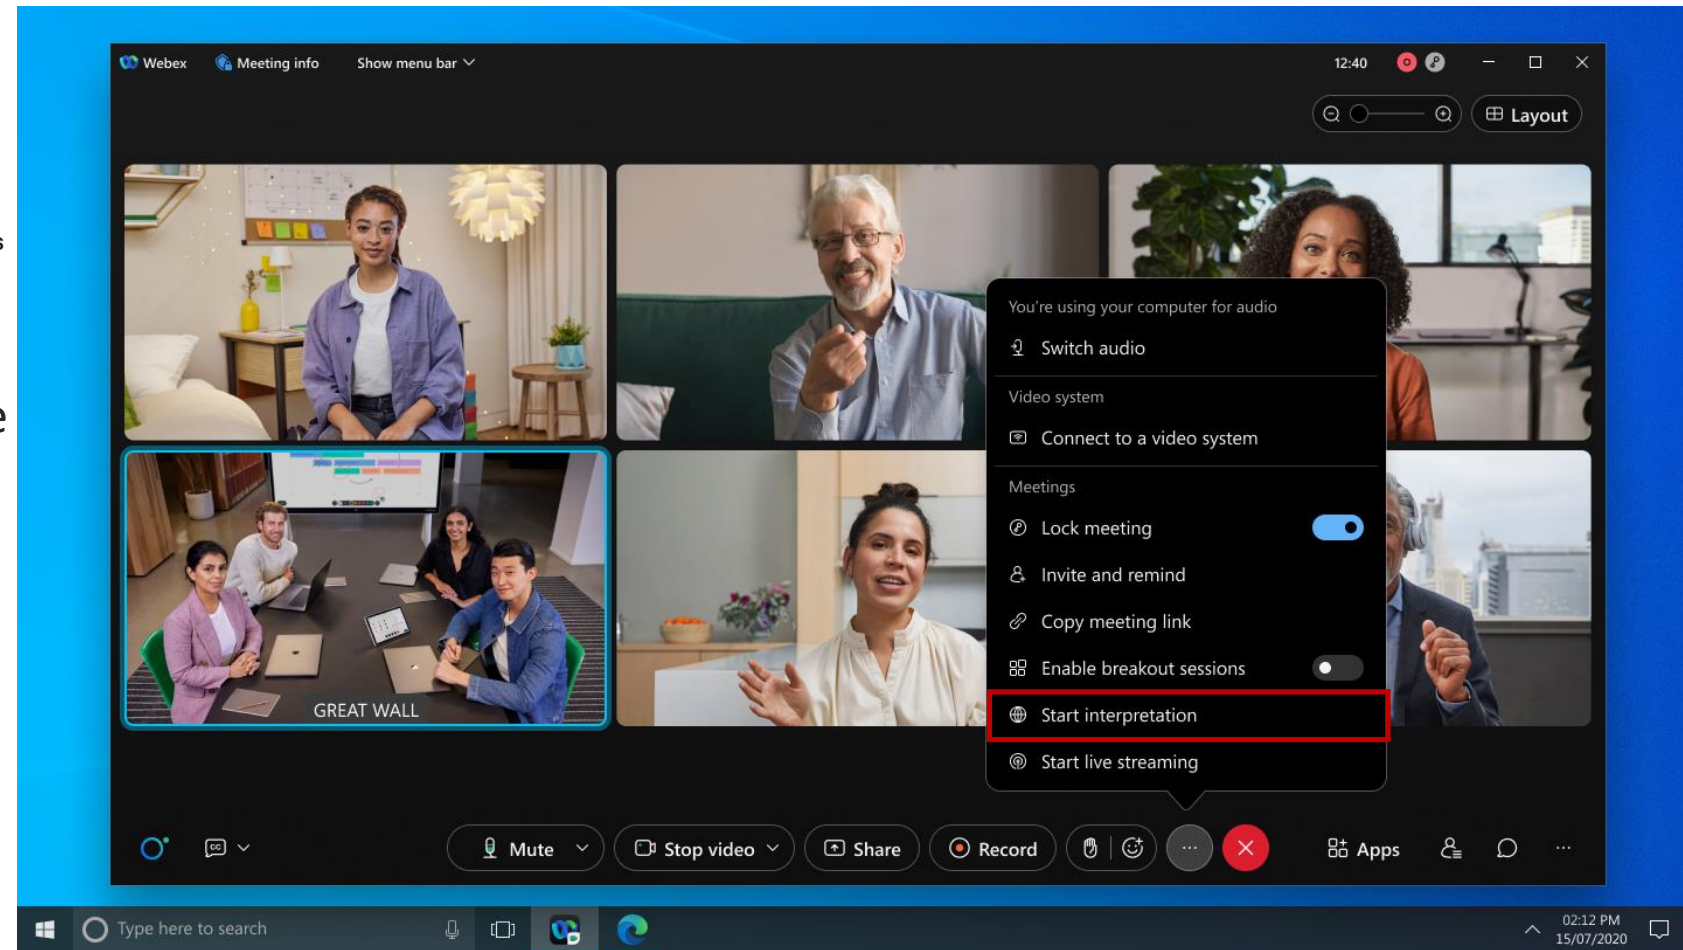 Webex Meeting info Show menu bar 12:40
Layout
s
e
You're using your computer for audio
Switch audio
Video system
Connect to a video system
Meetings
Lock meeting
Invite and remind
Copy meeting link
Enable breakout sessions
GREAT WALL
Start interpretation
Start live streaming
CC Mute Stop video Share Record Apps
Type here to search
02:12 PM
15/07/2020